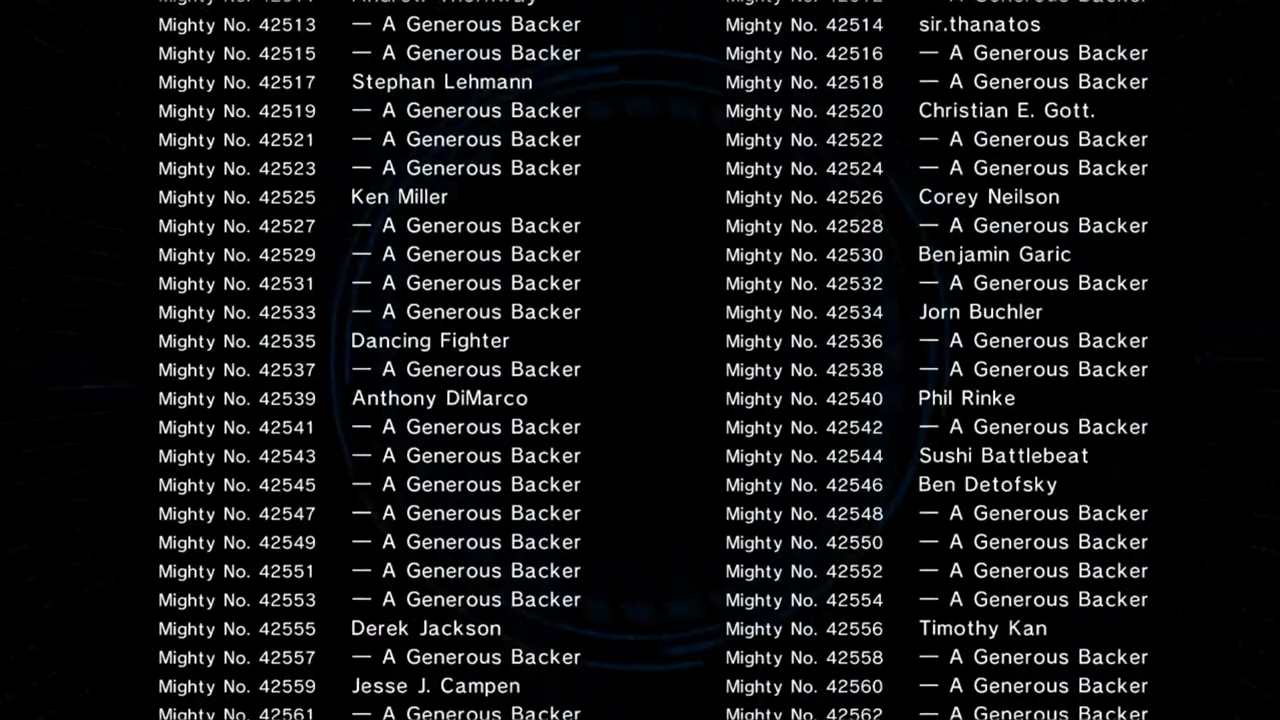 Mighty No. 42513 — A Generous Backer Mighty No. 42514 sir.thanatos
Mighty No. 42515 — A Generous Backer Mighty No. 42516 — A Generous Backer
Mighty No. 42517 Stephan Lehmann Mighty No. 42518 — A Generous Backer
Mighty No. 42519 — A Generous Backer Mighty No. 42520 Christian E. Gott.
Mighty No. 42521 — A Generous Backer Mighty No. 42522 — A Generous Backer
Mighty No. 42523 — A Generous Backer Mighty No. 42524 — A Generous Backer
Mighty No. 42525 Ken Miller Mighty No. 42526 Corey Neilson
Mighty No. 42527 — A Generous Backer Mighty No. 42528 — A Generous Backer
Mighty No. 42529 — A Generous Backer Mighty No. 42530 Benjamin Garic
Mighty No. 42531 — A Generous Backer Mighty No. 42532 — A Generous Backer
Mighty No. 42533 — A Generous Backer Mighty No. 42534 Jorn Buchler
Mighty No. 42535 Dancing Fighter Mighty No. 42536 — A Generous Backer
Mighty No. 42537 — A Generous Backer Mighty No. 42538 — A Generous Backer
Mighty No. 42539 Anthony DiMarco Mighty No. 42540 Phil Rinke
Mighty No. 42541 — A Generous Backer Mighty No. 42542 — A Generous Backer
Mighty No. 42543 — A Generous Backer Mighty No. 42544 Sushi Battlebeat
Mighty No. 42545 — A Generous Backer Mighty No. 42546 Ben Detofsky
Mighty No. 42547 — A Generous Backer Mighty No. 42548 — A Generous Backer
Mighty No. 42549 — A Generous Backer Mighty No. 42550 — A Generous Backer
Mighty No. 42551 — A Generous Backer Mighty No. 42552 — A Generous Backer
Mighty No. 42553 — A Generous Backer Mighty No. 42554 — A Generous Backer
Mighty No. 42555 Derek Jackson Mighty No. 42556 Timothy Kan
Mighty No. 42557 — A Generous Backer Mighty No. 42558 — A Generous Backer
Mighty No. 42559 Jesse J. Campen Mighty No. 42560 — A Generous Backer
Mighty No. 42561 — A Generous Backer Mighty No. 42562 — A Generous Backer